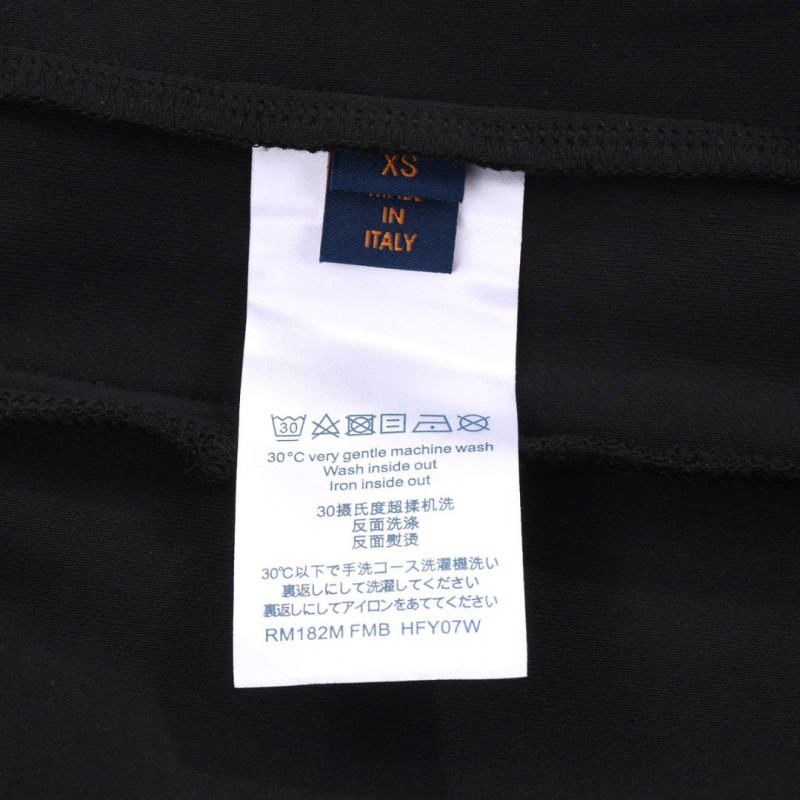 XS
MADE
IN
ITALY
30
30°C very gentle machine wash
Wash inside out
Iron inside out
30摄氏度超揉机洗
反面洗涤
反面熨烫
30℃以下で手洗コース洗濯機洗い
裏返しにして洗濯してください
裏返しにしてアイロンをあててください
RM182M FMB HFY07W